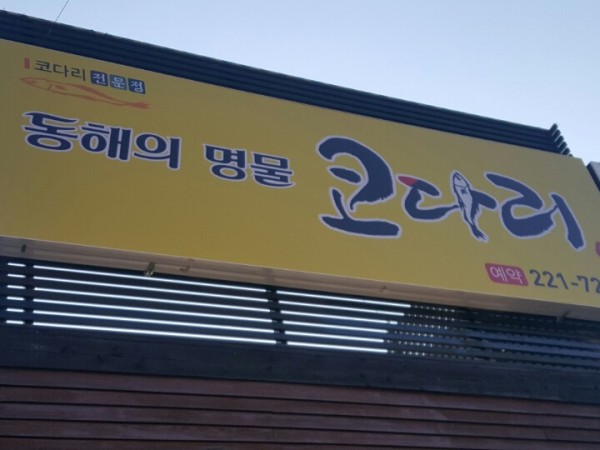 코다리 전문점
동해의 명물 코다리
예약 221-72